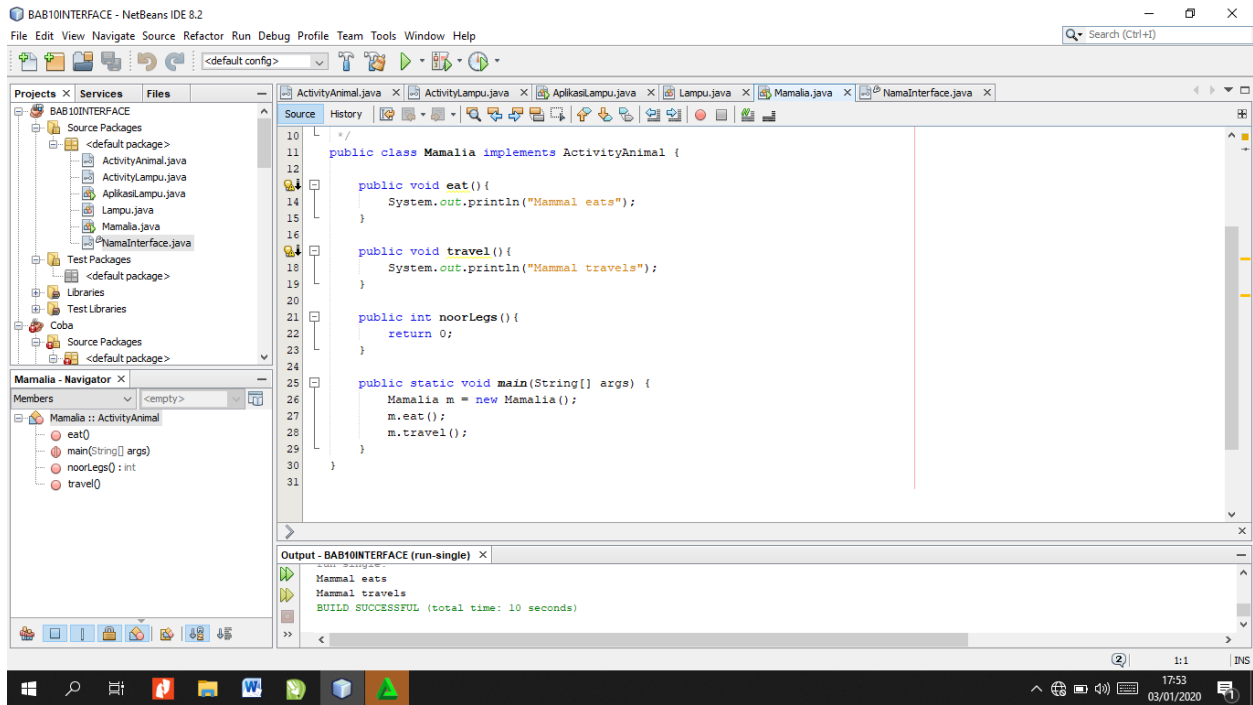 BAB10INTERFACE - NetBeans IDE 8.2
File Edit View Navigate Source Refactor Run Debug Profile Team Tools Window Help
Search (Ctrl+I)
<default config>
Projects Services Files
ActivityAnimal.java ActivityLampu.java AplikasiLampu.java Lampu.java Mamalia.java NamaInterface.java
BAB10INTERFACE
Source Packages
<default package>
ActivityAnimal.java
ActivityLampu.java
AplikasiLampu.java
Lampu.java
Mamalia.java
NamaInterface.java
Test Packages
<default package>
Libraries
Test Libraries
Coba
Source Packages
<default package>
Mamalia - Navigator
Members <empty>
Mamalia :: ActivityAnimal
eat()
main(String[] args)
noorLegs() : int
travel()
Source History
10 */
11 public class Mamalia implements ActivityAnimal {
12
public void eat(){
14 System.out.println("Mammal eats");
15 }
16
public void travel(){
18 System.out.println("Mammal travels");
19 }
20
21 public int noorLegs(){
22 return 0;
23 }
24
25 public static void main(String[] args) {
26 Mamalia m = new Mamalia();
27 m.eat();
28 m.travel();
29 }
30 }
31
Output - BAB10INTERFACE (run-single)
Mammal eats
Mammal travels
BUILD SUCCESSFUL (total time: 10 seconds)
2 1:1 INS
17:53
03/01/2020